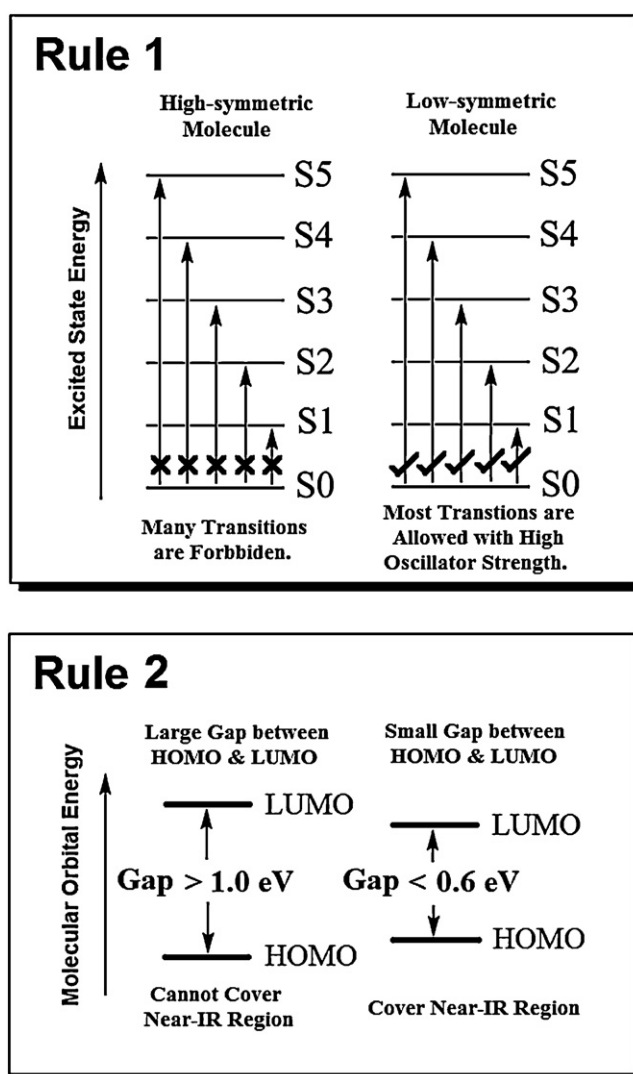 Rule 1
High-symmetric
Molecule
Low-symmetric
Molecule
Excited State Energy
S5
S4
S3
S2
S1
S0
S5
S4
S3
S2
S1
S0
Many Transitions
are Forbbiden.
Most Transtions are
Allowed with High
Oscillator Strength.
Rule 2
Large Gap between
HOMO & LUMO
Small Gap between
HOMO & LUMO
Molecular Orbital Energy
LUMO
Gap > 1.0 eV
HOMO
LUMO
Gap < 0.6 eV
HOMO
Cannot Cover
Near-IR Region
Cover Near-IR Region